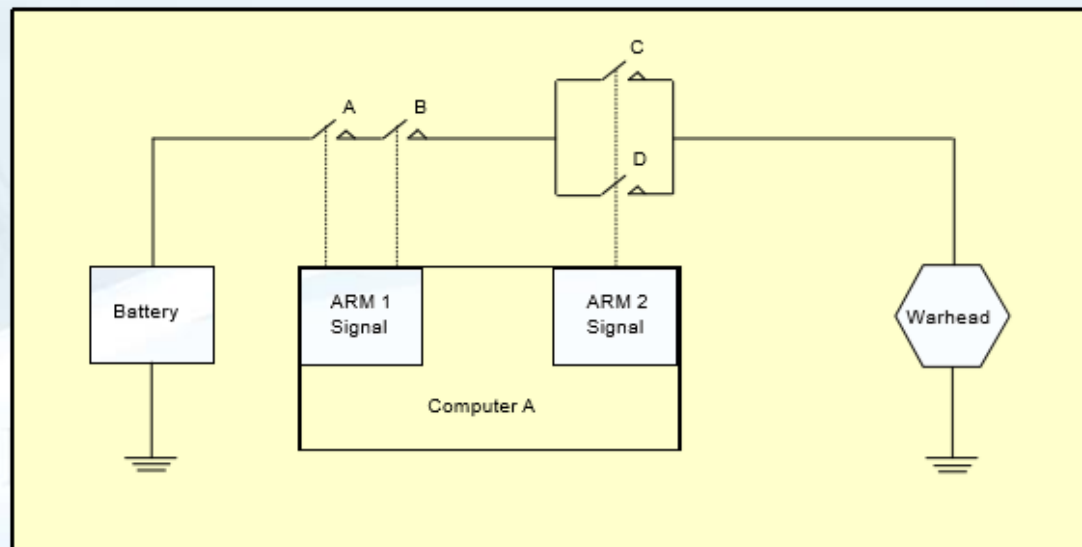 C
A B
D
Battery
ARM 1
Signal
ARM 2
Signal
Warhead
Computer A